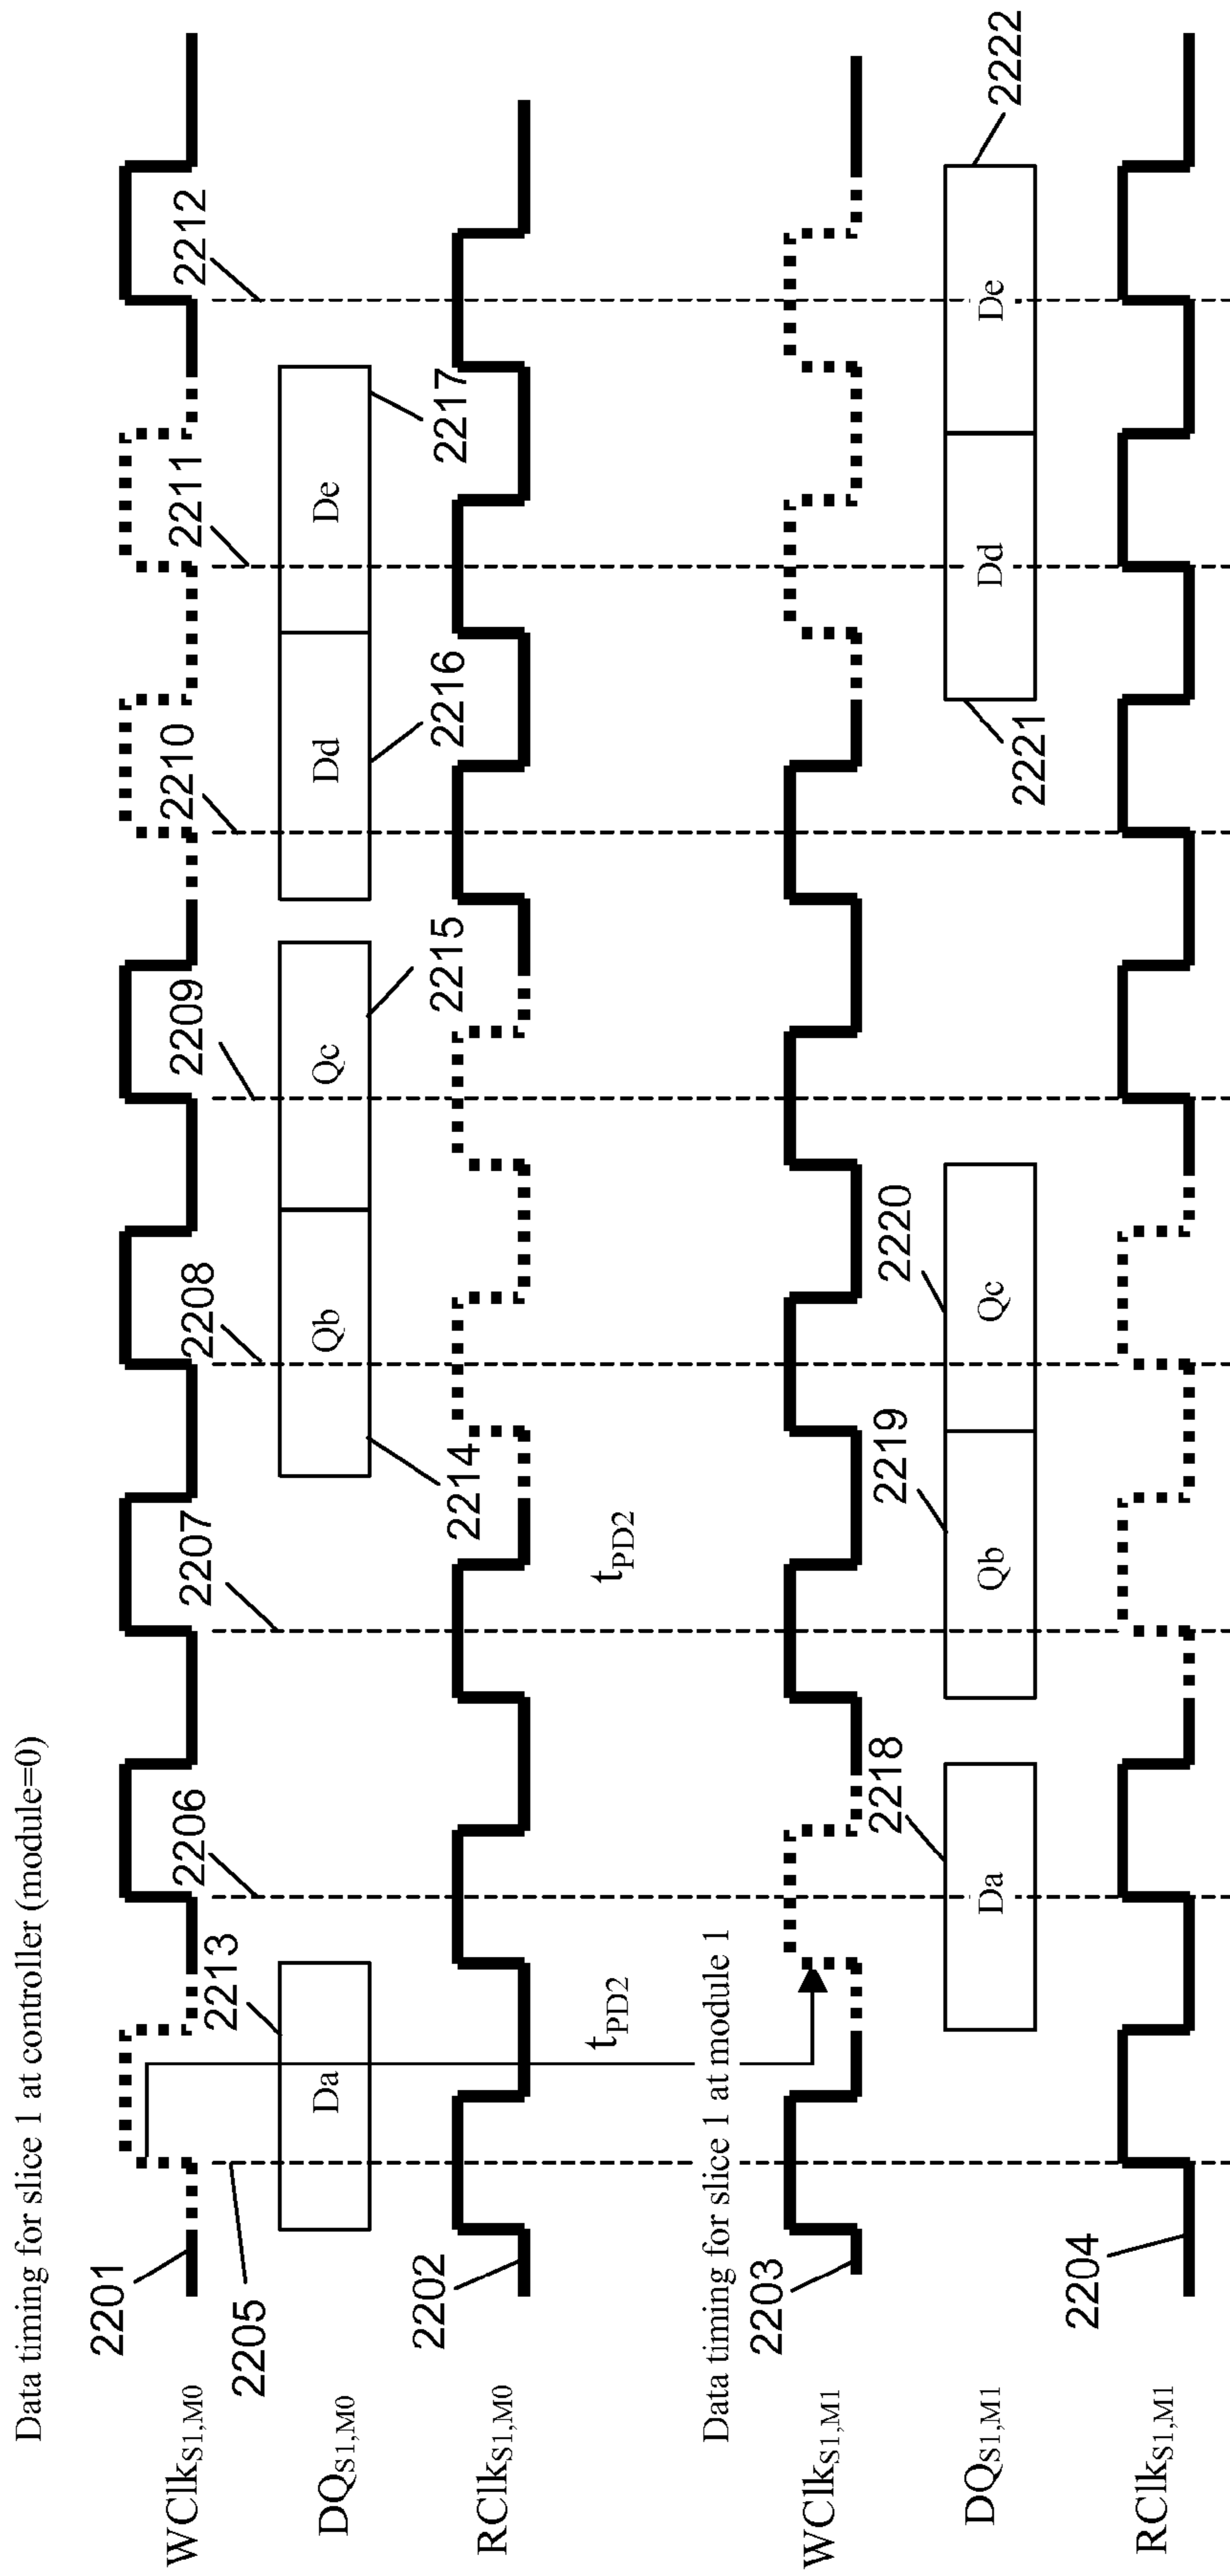 Data timing for slice 1 at controller (module=0)
2201
2205
2213
2206
2207
2208
2209
2210
2211
2212
WClkS1,M0
DQS1,M0
Da
Qb
Qc
Dd
De
2214
2215
2216
2217
RClkS1,M0
2202
tPD2
tPD2
Data timing for slice 1 at module 1
WClkS1,M1
2203
2218
2219
2220
DQS1,M1
Da
Qb
Qc
Dd
De
2221
2222
RClkS1,M1
2204